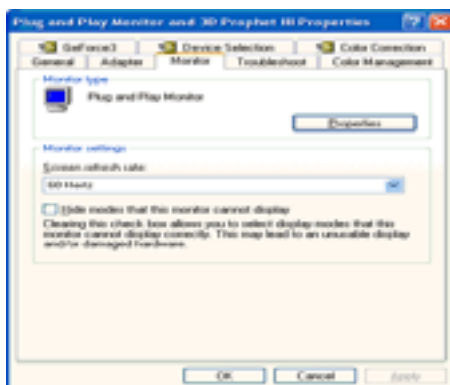 Plug and Play Monitor and 3D Prophet III Properties
GeForce3 Device Selection Color Correction
General Adapter Monitor Troubleshoot Color Management
Monitor type
Plug and Play Monitor
Properties
Monitor settings
Screen refresh rate:
60 Hertz
Hide modes that this monitor cannot display
Clearing this check box allows you to select display modes that this
monitor cannot display correctly. This may lead to an unusable display
and/or damaged hardware.
OK Cancel Apply